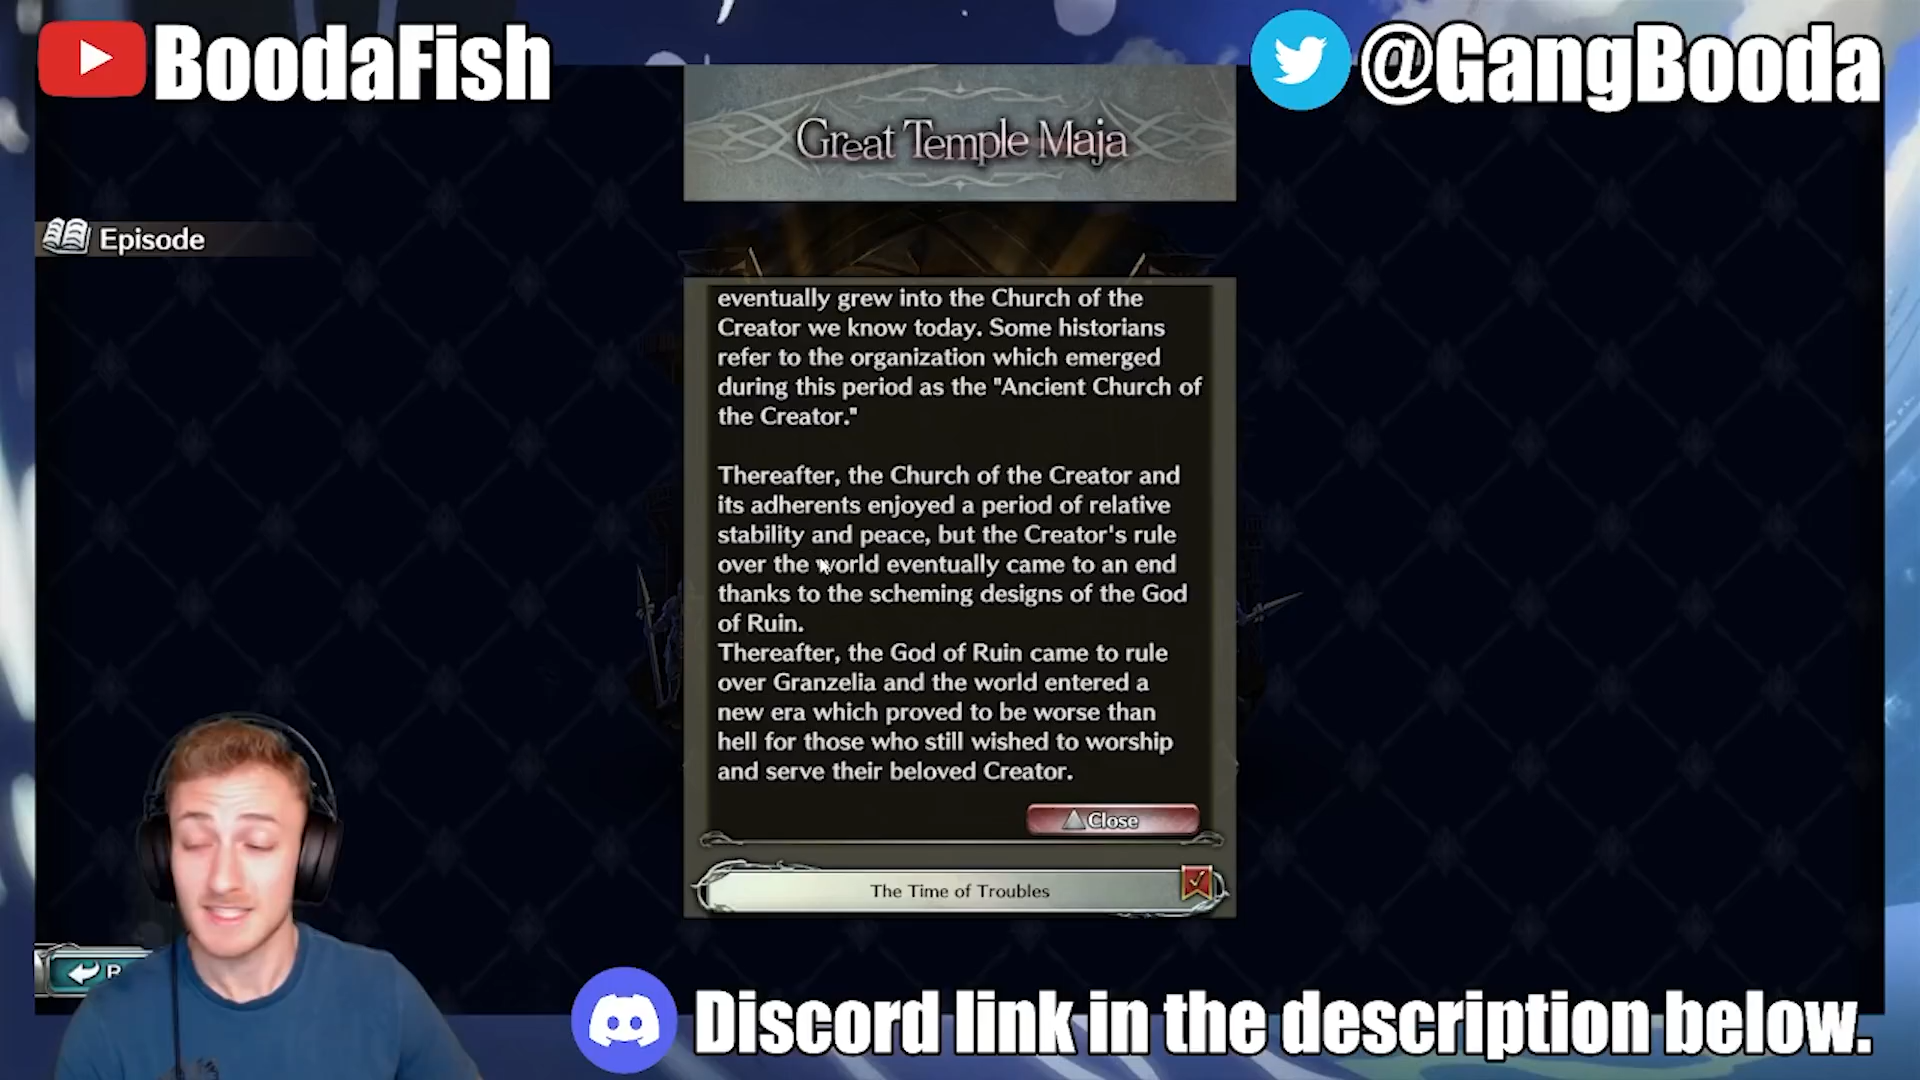 BoodaFish
@GangBooda
Great Temple Maja
Episode
eventually grew into the Church of the
Creator we know today. Some historians
refer to the organization which emerged
during this period as the "Ancient Church of
the Creator."
Thereafter, the Church of the Creator and
its adherents enjoyed a period of relative
stability and peace, but the Creator's rule
over the world eventually came to an end
thanks to the scheming designs of the God
of Ruin.
Thereafter, the God of Ruin came to rule
over Granzelia and the world entered a
new era which proved to be worse than
hell for those who still wished to worship
and serve their beloved Creator.
Close
The Time of Troubles
Discord link in the description below.